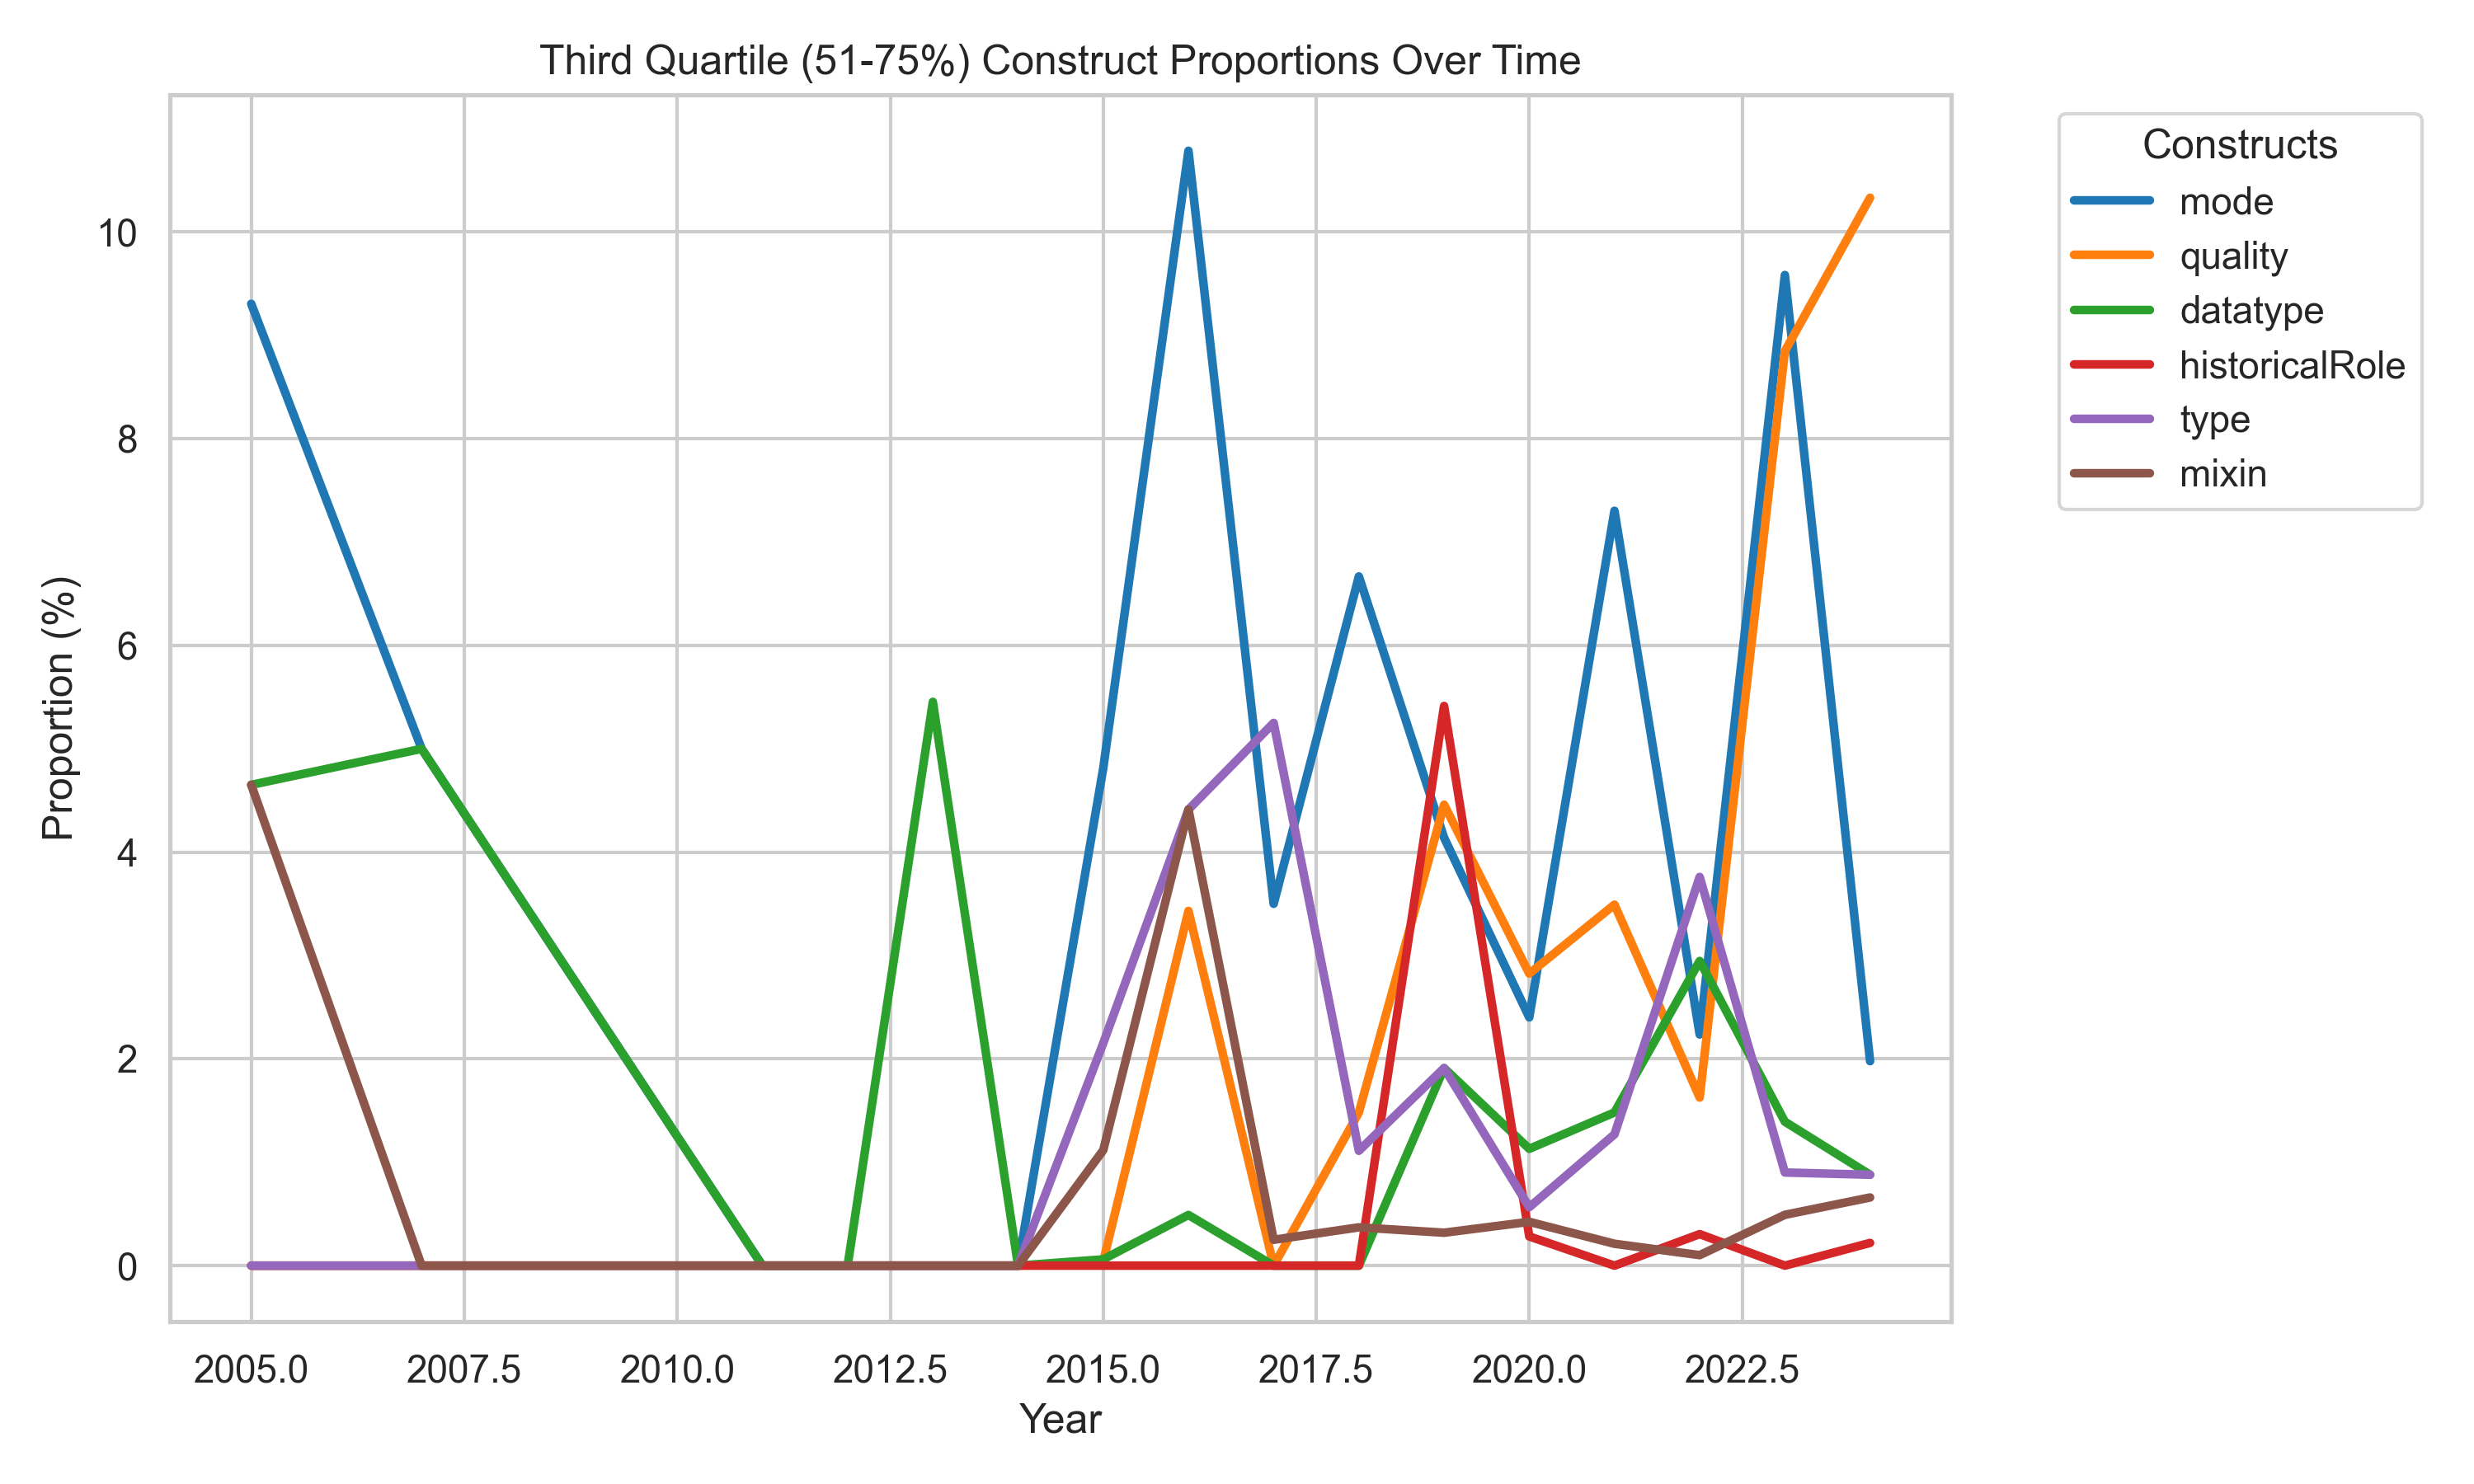 Third Quartile (51-75%) Construct Proportions Over Time
Constructs
mode
quality
datatype
historicalRole
type
mixin
Proportion (%)
10
8
6
4
2
0
2005.0 2007.5 2010.0 2012.5 2015.0 2017.5 2020.0 2022.5
Year